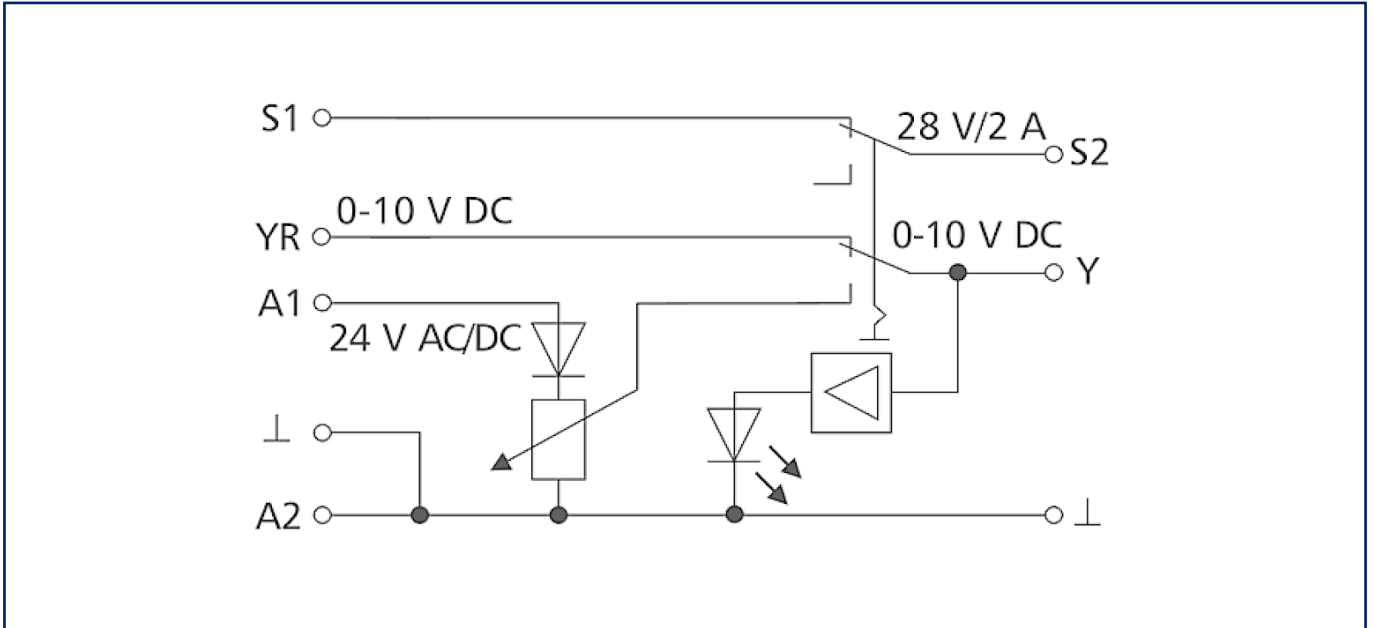 S1
28 V/2 A
S2
YR
0-10 V DC
0-10 V DC
Y
A1
24 V AC/DC
⊥
A2
⊥